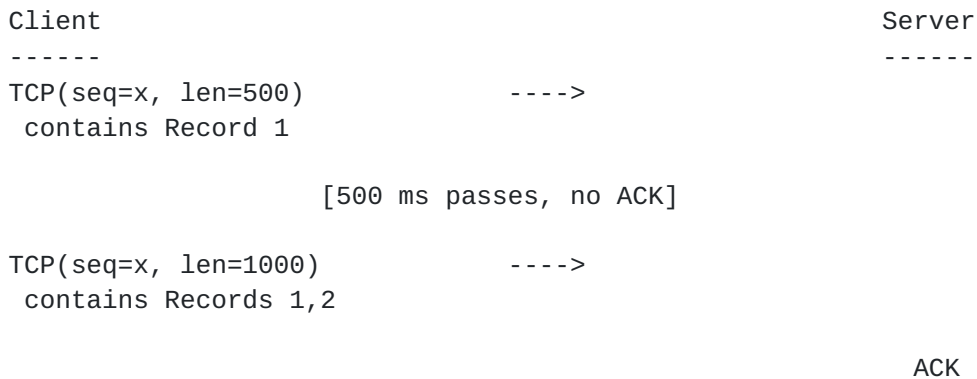 Client Server
------ ------
TCP(seq=x, len=500) ---->
contains Record 1
[500 ms passes, no ACK]
TCP(seq=x, len=1000) ---->
contains Records 1,2
ACK